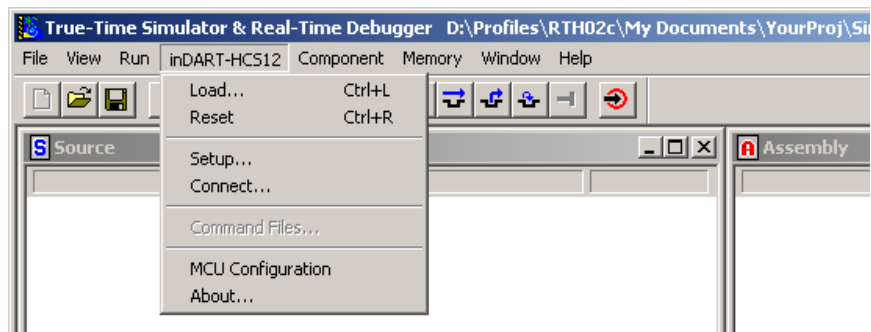 True-Time Simulator & Real-Time Debugger D:\Profiles\RTH02c\My Documents\YourProj\Si
File View Run inDART-HCS12 Component Memory Window Help
Load... Ctrl+L
Reset Ctrl+R
S Source
A Assembly
Setup...
Connect...
Command Files...
MCU Configuration
About...